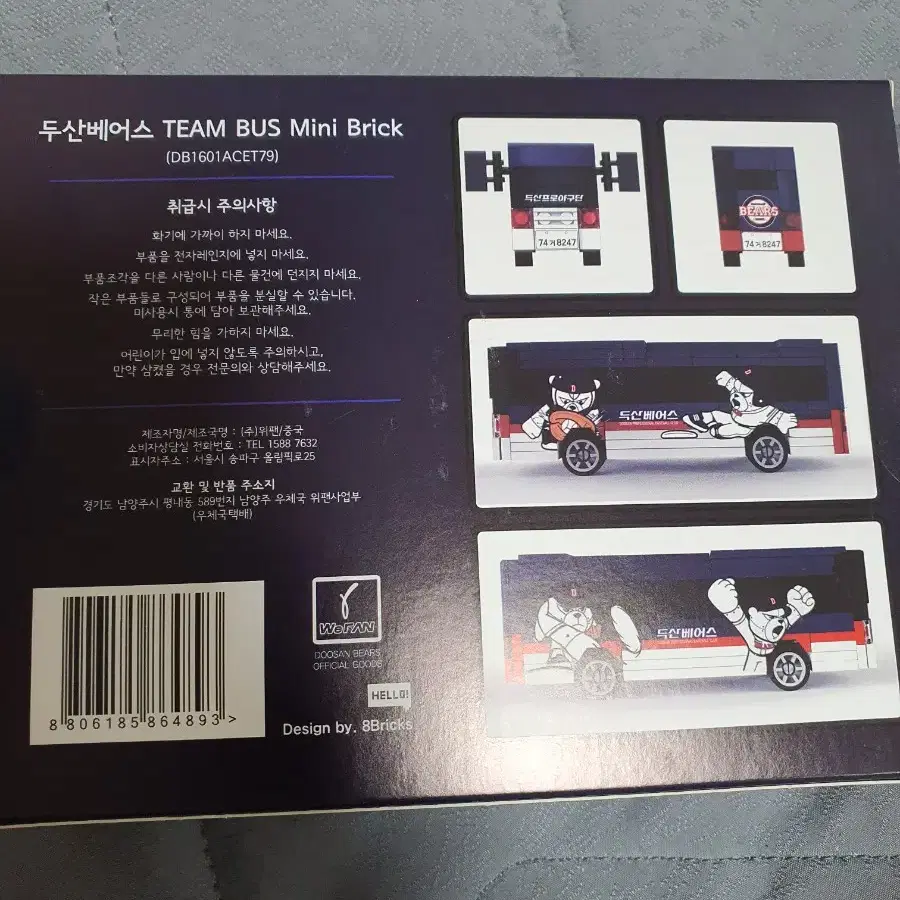 두산베어스 TEAM BUS Mini Brick
(DB1601ACET79)
취급시 주의사항
화기에 가까이 하지 마세요.
부품을 전자레인지에 넣지 마세요.
부품조각을 다른 사람이나 다른 물건에 던지지 마세요.
작은 부품들로 구성되어 부품을 분실할 수 있습니다.
미사용시 통에 담아 보관해주세요.
무리한 힘을 가하지 마세요.
어린이가 입에 넣지 않도록 주의하시고,
만약 삼켰을 경우 전문의와 상담해주세요.
제조자명/제조국명 : (주)위팬/중국
소비자상담실 전화번호 : TEL 1588 7632
표시자주소 : 서울시 송파구 올림픽로25
교환 및 반품 주소지
경기도 남양주시 평내동 589번지 남양주 우체국 위팬사업부
(우체국택배)
8 806185 864893 >
WeFAN
DOOSAN BEARS
OFFICIAL GOODS
HELLO!
Design by. 8Bricks
두산프로야구단
74 거 8247
BEARS
74 거 8247
D
두산베어스
DOOSAN PROFESSIONAL BASEBALL CLUB
D
두산베어스